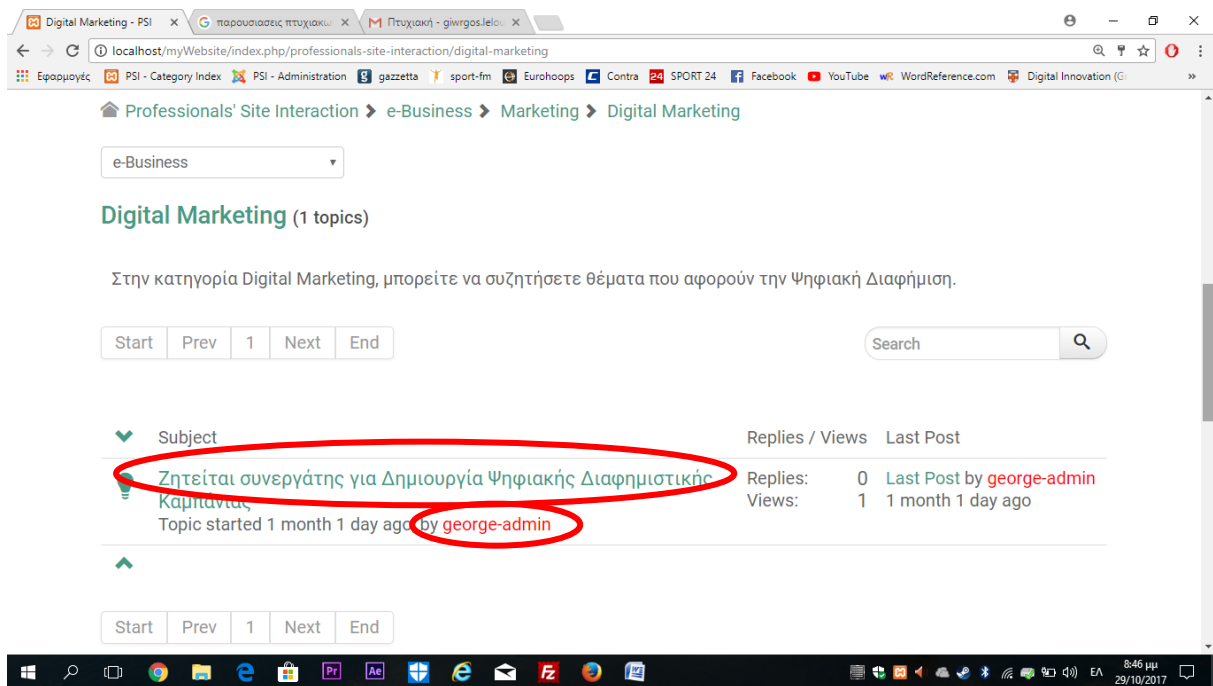 Digital Marketing - PSI
παρουσιασεις πτυχιακω
Πτυχιακή - giwrgos.lelou
localhost/myWebsite/index.php/professionals-site-interaction/digital-marketing
Εφαρμογές PSI - Category Index PSI - Administration gazzetta sport-fm Eurohoops Contra SPORT 24 Facebook YouTube WordReference.com Digital Innovation (Gr
Professionals' Site Interaction e-Business Marketing Digital Marketing
e-Business
Digital Marketing (1 topics)
Στην κατηγορία Digital Marketing, μπορείτε να συζητήσετε θέματα που αφορούν την Ψηφιακή Διαφήμιση.
Start Prev 1 Next End Search
Subject Replies / Views Last Post
Ζητείται συνεργάτης για Δημιουργία Ψηφιακής Διαφημιστικής Replies: 0 Last Post by george-admin
Καμπάνιας Views: 1 1 month 1 day ago
Topic started 1 month 1 day ago by george-admin
Start Prev 1 Next End
ΕΛ 8:46 μμ
29/10/2017